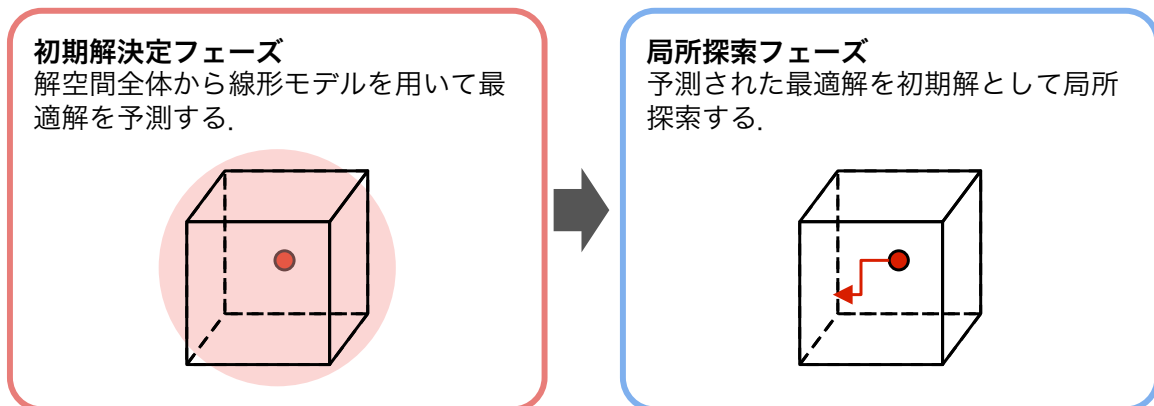 初期解決定フェーズ
解空間全体から線形モデルを用いて最
適解を予測する.
局所探索フェーズ
予測された最適解を初期解として局所
探索する.